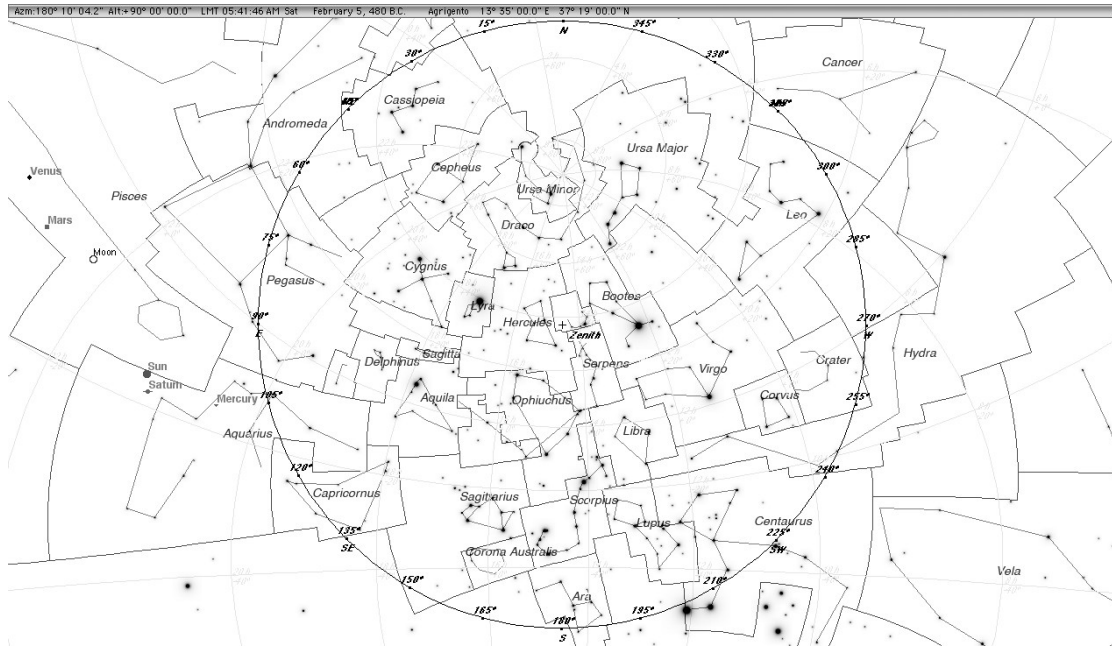 Azm:180° 10' 04.2" Alt:+90° 00' 00.0" LMT 05:41:46 AM Sat February 5, 480 B.C. Agrigento 13° 35' 00.0" E 37° 19' 00.0" N
15°
N
345°
30°
330°
Cancer
Cassiopeia
Andromeda
Ursa Major
60°
Cepheus
300°
Venus
Pisces
Ursa Minor
Mars
Draco
Leo
Moon
75°
285°
Cygnus
Pegasus
Bootes
Lyra
90°
E
Hercules
Zenith
270°
W
Delphinus
Sagitta
Serpens
Crater
Hydra
Sun
Virgo
Saturn
Mercury
105°
Aquila
Ophiuchus
Corvus
255°
Aquarius
Libra
120°
240°
Capricornus
Sagittarius
Scorpius
135°
SE
Lupus
Centaurus
225°
SW
Corona Australis
Vela
150°
Ara
210°
165°
180°
S
195°